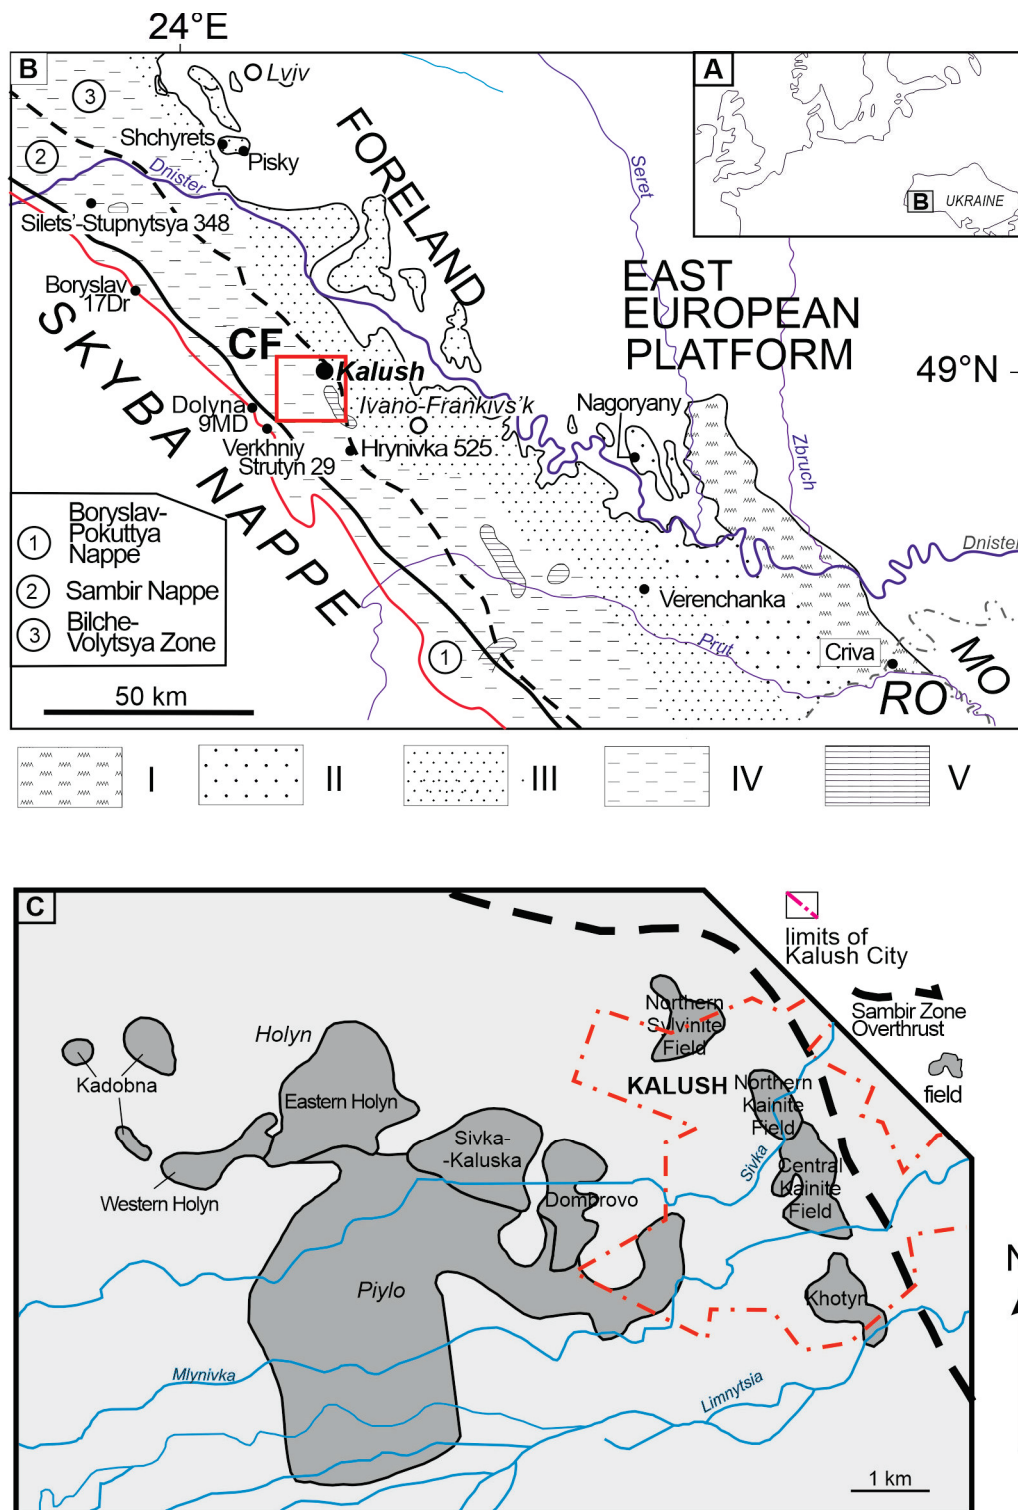 24°E
B
A
3
Lviv
FORELAND
Shchyrets
Pisky
2
Dnister
Seret
B
UKRAINE
Silets'-Stupnytsya 348
EAST
EUROPEAN
PLATFORM
Boryslav
17Dr
SKYBA NAPPE
CF
Kalush
49°N
Dolyna
9MD
Ivano-Frankivs'k
Nagoryany
Zbruch
Verkhniy
Strutyn 29
Hrynivka 525
1
Boryslav-
Pokuttya
Nappe
2
Sambir Nappe
3
Bilche-
Volytsya Zone
Dnister
Verenchanka
Prut
1
Criva
MO
RO
50 km
I
II
III
IV
V
C
limits of
Kalush City
Sambir Zone
Overthrust
field
Northern
Sylvinite
Field
Holyn
Kadobna
KALUSH
Northern
Kainite
Field
Eastern Holyn
Sivka-
-Kaluska
Sivka
Central
Kainite
Field
Western Holyn
Dombrovo
N
Piylo
Khotyn
Mlynivka
Limnytsia
1 km